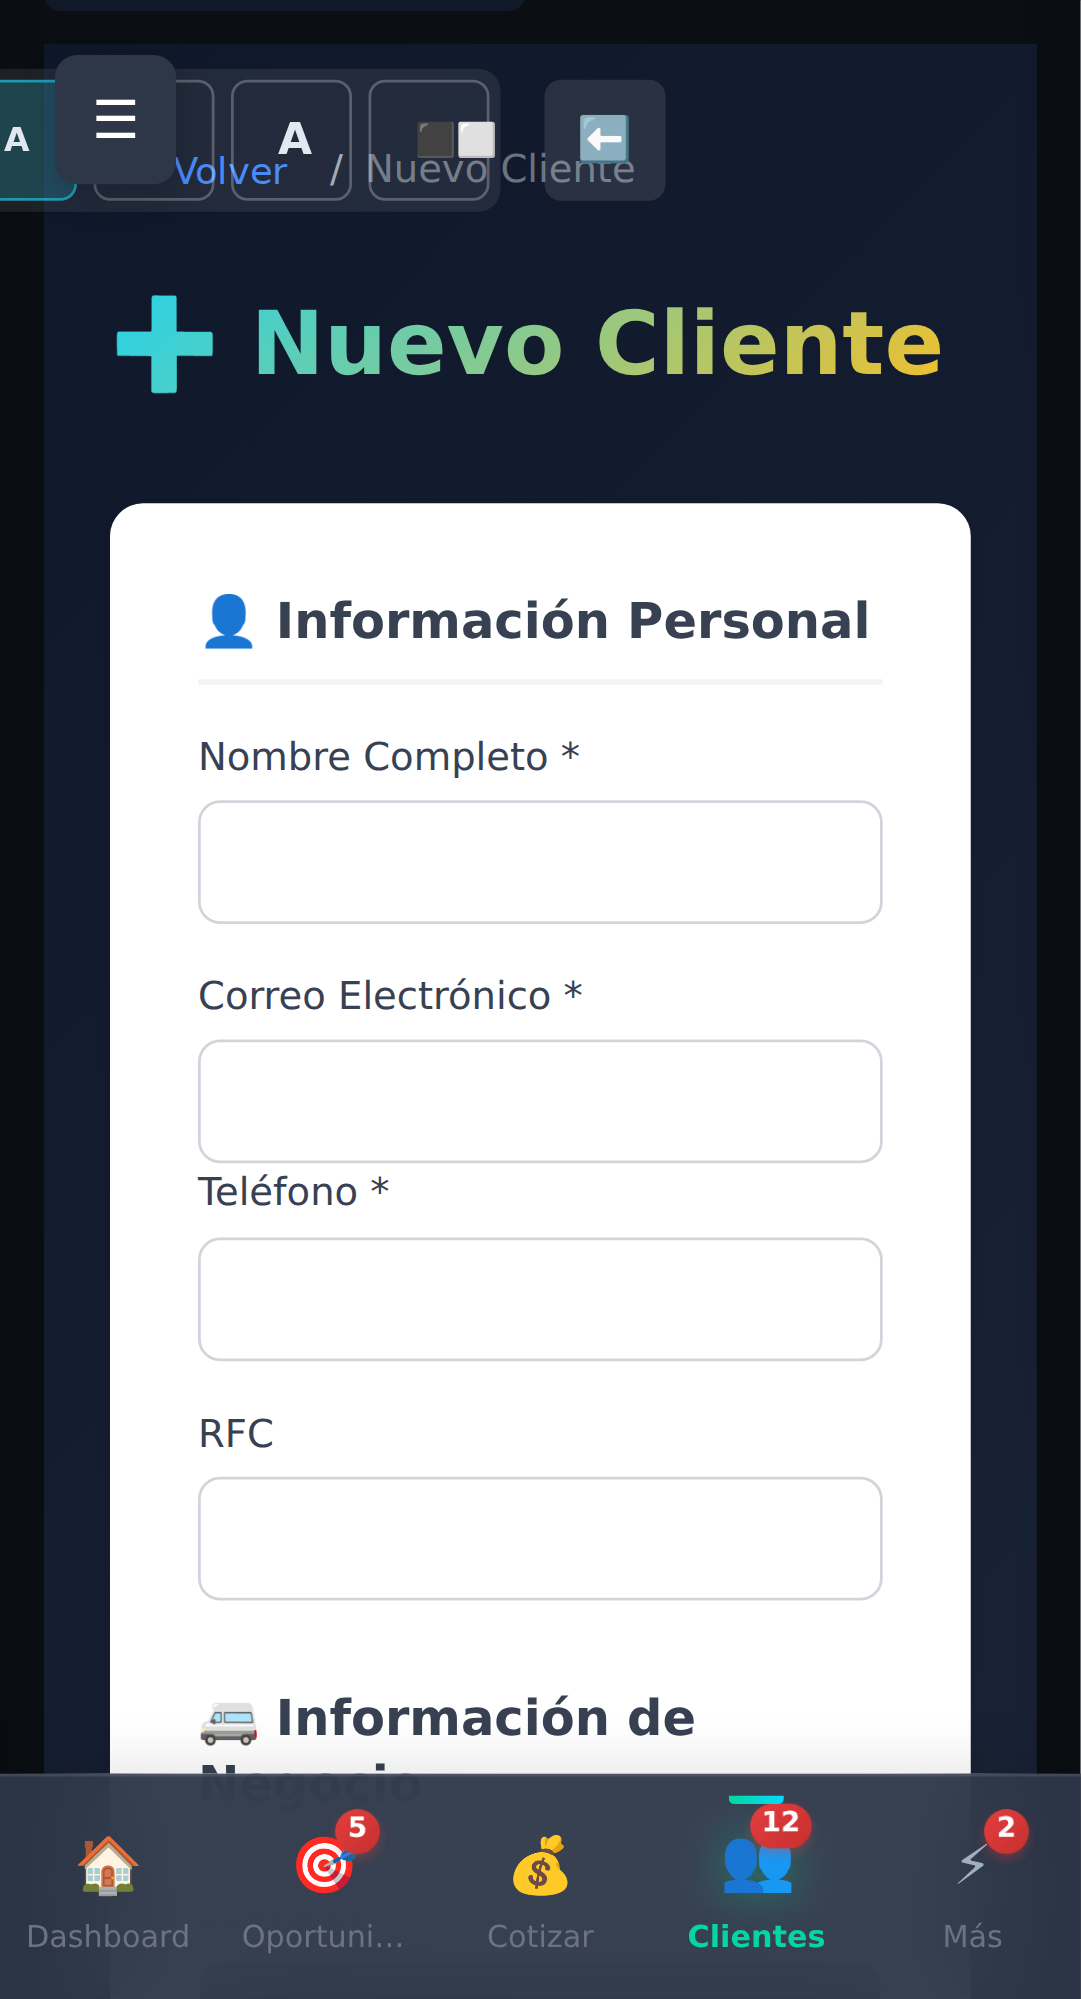 A
☰
A
Volver / Nuevo Cliente
➕ Nuevo Cliente
👤 Información Personal
Nombre Completo *
Correo Electrónico *
Teléfono *
RFC
🚐 Información de
Negocio
5
12
2
Dashboard
Oportuni...
Cotizar
Clientes
Más